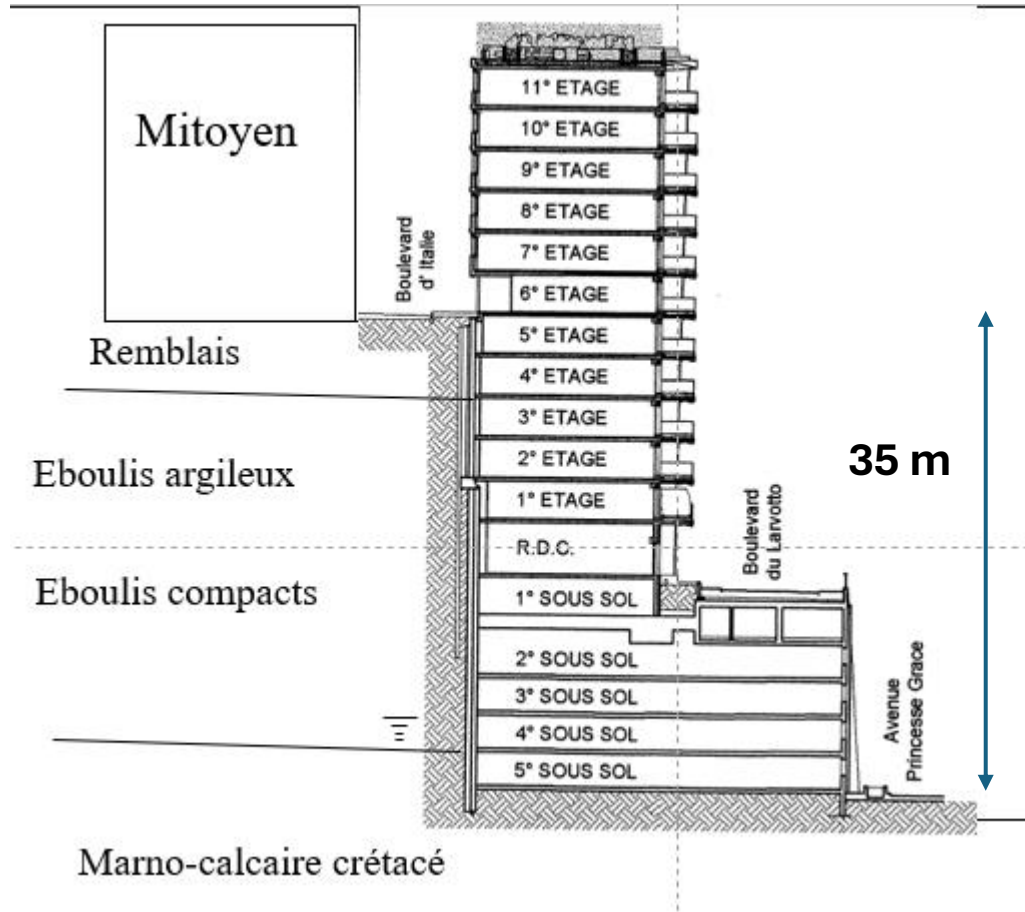 Mitoyen
Boulevard
d' Italie
11° ETAGE
10° ETAGE
9° ETAGE
8° ETAGE
7° ETAGE
6° ETAGE
5° ETAGE
4° ETAGE
3° ETAGE
2° ETAGE
1° ETAGE
R.D.C.
1° SOUS SOL
2° SOUS SOL
3° SOUS SOL
4° SOUS SOL
5° SOUS SOL
Remblais
Eboulis argileux
Eboulis compacts
Marno-calcaire crétacé
35 m
Boulevard
du Larvotto
Avenue
Princesse Grace